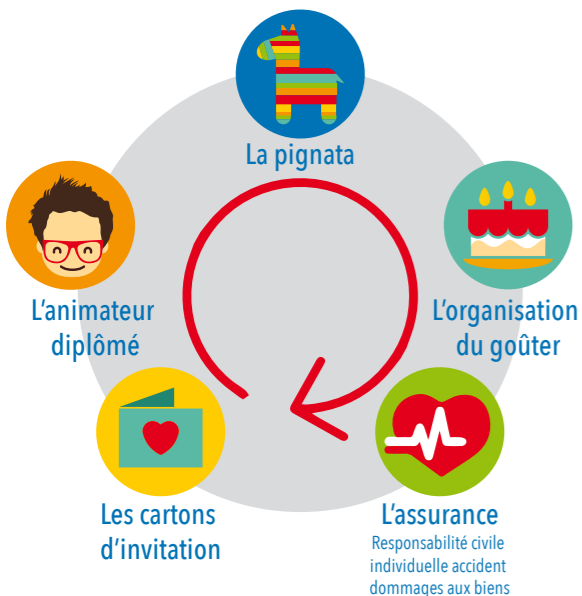 La pignata
L'animateur
diplômé
L'organisation
du goûter
Les cartons
d'invitation
L'assurance
Responsabilité civile
individuelle accident
dommages aux biens